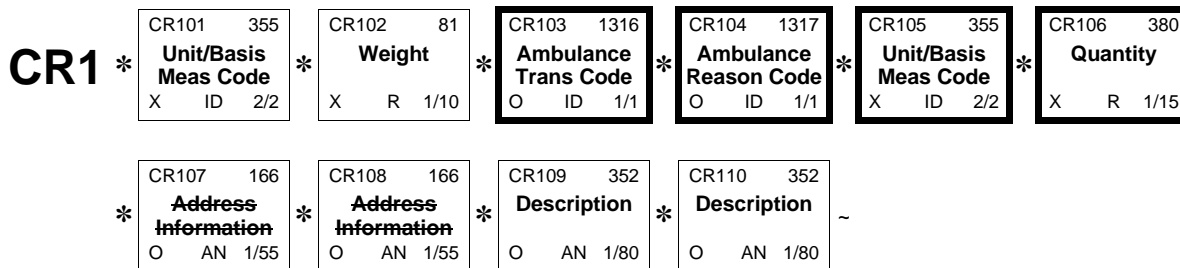 CR101 355 CR102 81 CR103 1316 CR104 1317 CR105 355 CR106 380
CR1 * Unit/Basis Meas Code * Weight * Ambulance Trans Code * Ambulance Reason Code * Unit/Basis Meas Code * Quantity
X ID 2/2 X R 1/10 O ID 1/1 O ID 1/1 X ID 2/2 X R 1/15
CR107 166 CR108 166 CR109 352 CR110 352
* Address Information * Address Information * Description * Description ~
O AN 1/55 O AN 1/55 O AN 1/80 O AN 1/80